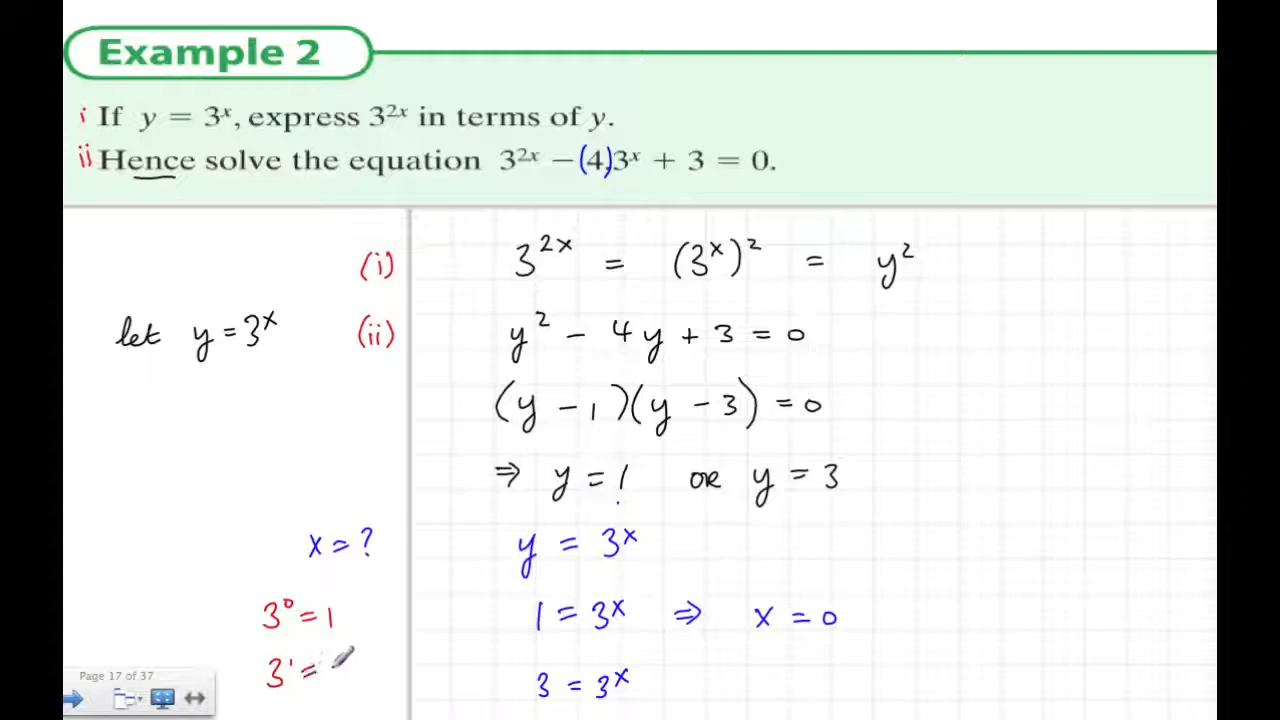 Example 2
i If y = 3ˣ, express 3²ˣ in terms of y.
ii Hence solve the equation 3²ˣ − (4)3ˣ + 3 = 0.
(i) 3²ˣ = (3ˣ)² = y²
let y = 3ˣ (ii) y² − 4y + 3 = 0
(y − 1)(y − 3) = 0
⇒ y = 1 or y = 3
x = ? y = 3ˣ
3⁰ = 1 1 = 3ˣ ⇒ x = 0
3¹ = 3 = 3ˣ
Page 17 of 37